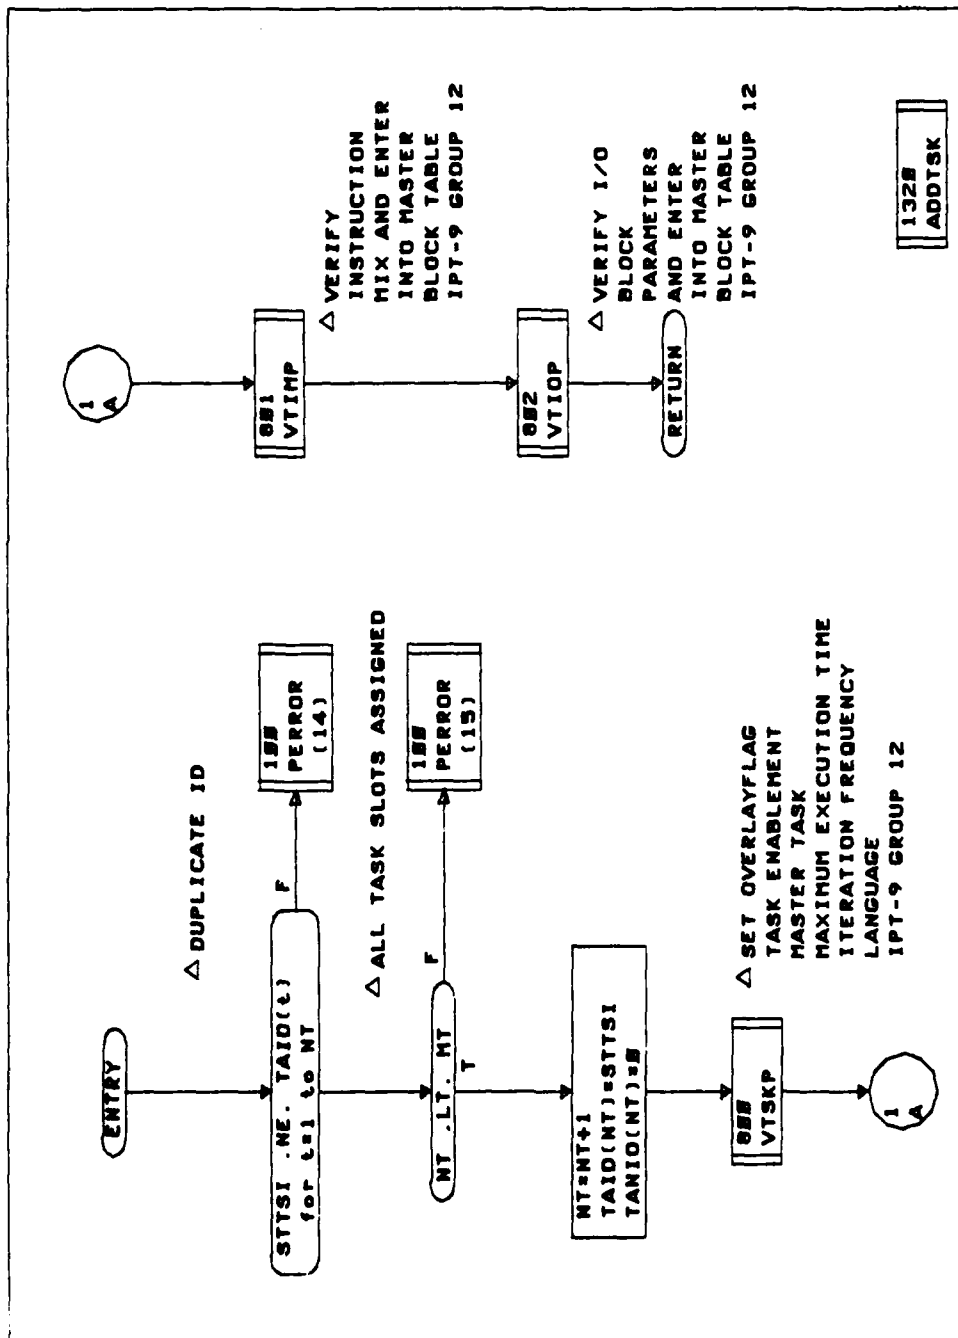 ENTRY
△ DUPLICATE ID
STTSI .NE. TAID(t)
for t=1 to NT
F
100
PERROR
(14)
△ ALL TASK SLOTS ASSIGNED
NT .LT. MT
F
T
100
PERROR
(15)
NT=NT+1
TAID(NT)=STTSI
TANIO(NT)=0
800
VTSKP
△ SET OVERLAYFLAG
TASK ENABLEMENT
MASTER TASK
MAXIMUM EXECUTION TIME
ITERATION FREQUENCY
LANGUAGE
IPT-9 GROUP 12
1
A
1
A
801
VTIMP
△ VERIFY
INSTRUCTION
MIX AND ENTER
INTO MASTER
BLOCK TABLE
IPT-9 GROUP 12
802
VTIOP
△ VERIFY I/O
BLOCK
PARAMETERS
AND ENTER
INTO MASTER
BLOCK TABLE
IPT-9 GROUP 12
RETURN
1320
ADDTSK